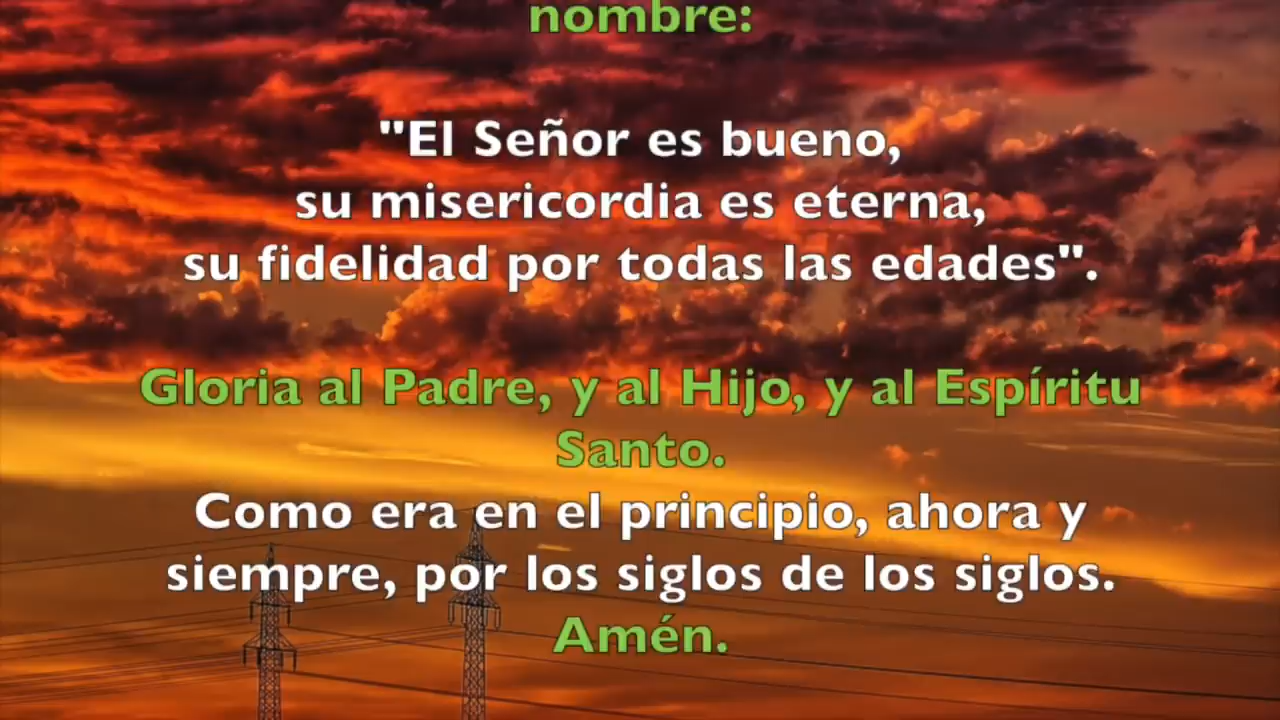 nombre:
"El Señor es bueno,
su misericordia es eterna,
su fidelidad por todas las edades".
Gloria al Padre, y al Hijo, y al Espíritu
Santo.
Como era en el principio, ahora y
siempre, por los siglos de los siglos.
Amén.